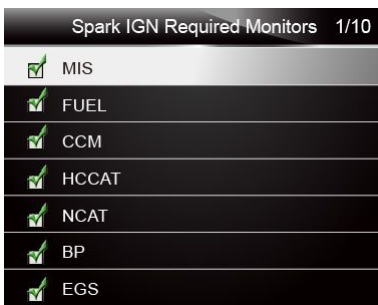 Spark IGN Required Monitors 1/10
MIS
FUEL
CCM
HCCAT
NCAT
BP
EGS